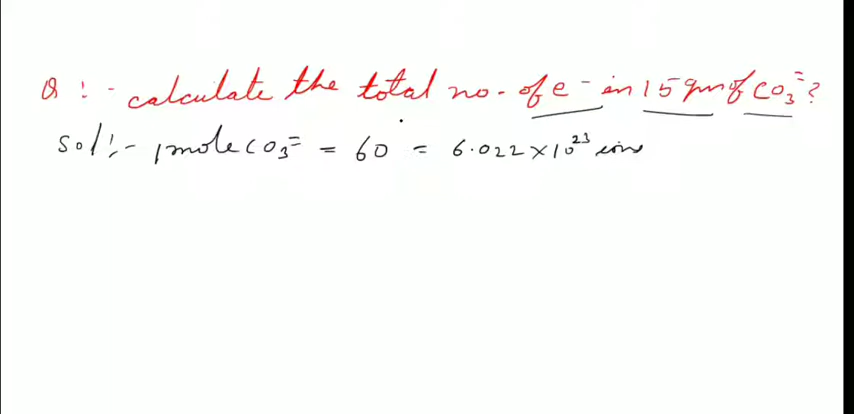 Q :- calculate the total no. of e⁻ in 15 gm of CO₃⁼ ?
Sol:- 1 mole CO₃⁼ = 60 = 6.022 × 10²³ ions